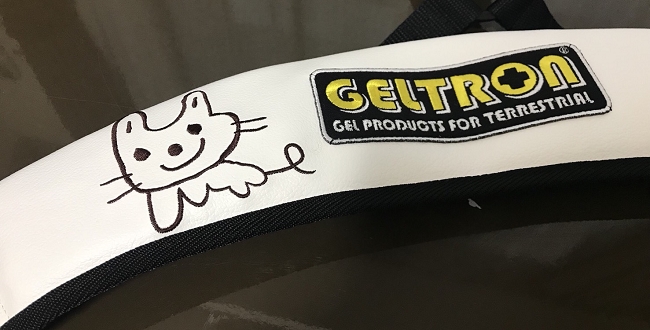 GELTRON®
GEL PRODUCTS FOR TERRESTRIAL